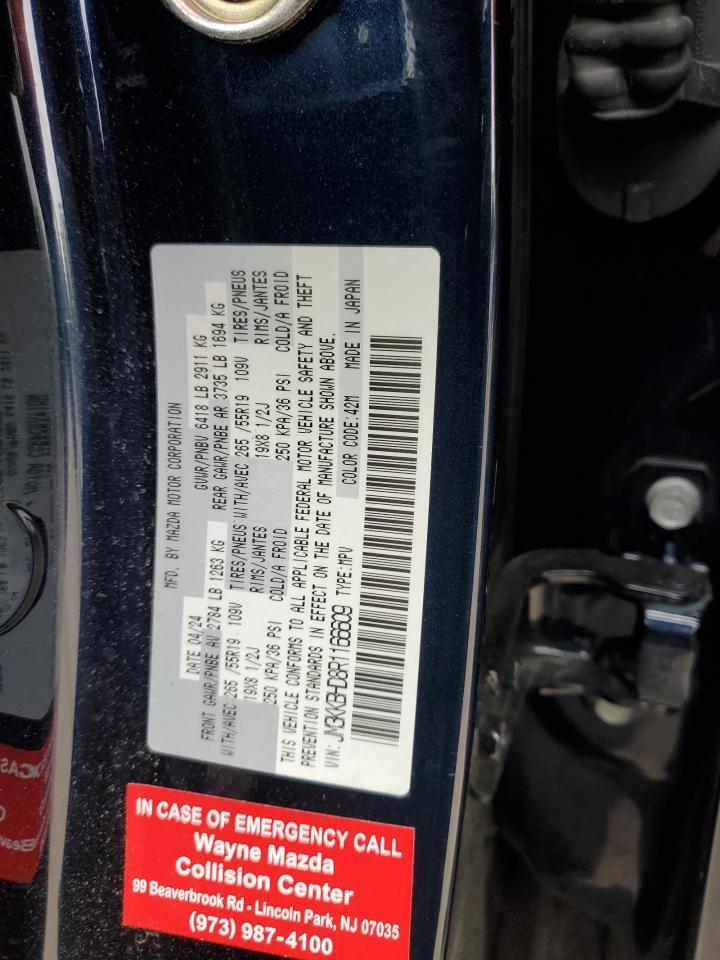 MFD. BY MAZDA MOTOR CORPORATION
DATE 04/24 GVWR/PNBV 6418 LB 2911 KG
FRONT GAWR/PNBE AV 2784 LB 1263 KG REAR GAWR/PNBE AR 3735 LB 1694 KG
WITH/AVEC 265 /55R19 109V TIRES/PNEUS WITH/AVEC 265 /55R19 109V TIRES/PNEUS
19X8 1/2J RIMS/JANTES 19X8 1/2J RIMS/JANTES
250 KPA/36 PSI COLD/A FROID 250 KPA/36 PSI COLD/A FROID
THIS VEHICLE CONFORMS TO ALL APPLICABLE FEDERAL MOTOR VEHICLE SAFETY AND THEFT
PREVENTION STANDARDS IN EFFECT ON THE DATE OF MANUFACTURE SHOWN ABOVE.
VIN: JM3KKBHD8R1168609 TYPE:MPV COLOR CODE:42M MADE IN JAPAN
IN CASE OF EMERGENCY CALL
Wayne Mazda
Collision Center
99 Beaverbrook Rd - Lincoln Park, NJ 07035
(973) 987-4100